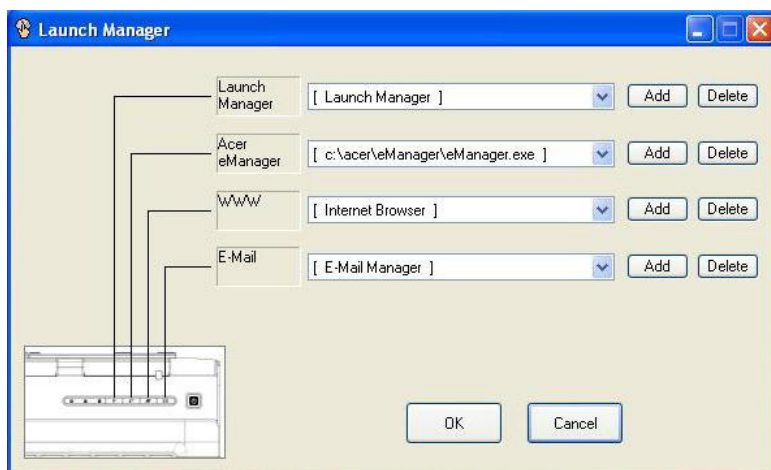 Launch Manager
Launch
Manager
[ Launch Manager ]
Add
Delete
Acer
eManager
[ c:\acer\eManager\eManager.exe ]
Add
Delete
WWW
[ Internet Browser ]
Add
Delete
E-Mail
[ E-Mail Manager ]
Add
Delete
OK
Cancel